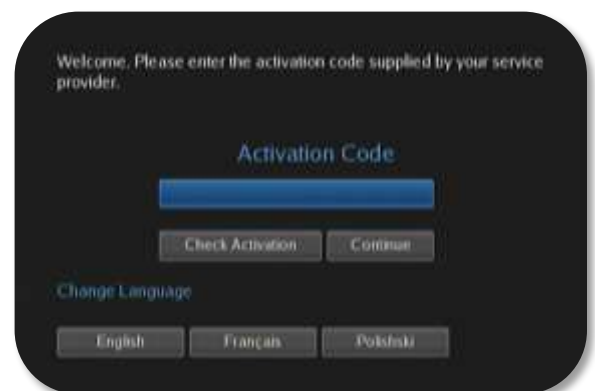 Welcome. Please enter the activation code supplied by your service
provider.
Activation Code
Check Activation Continue
Change Language
English Français Polishski